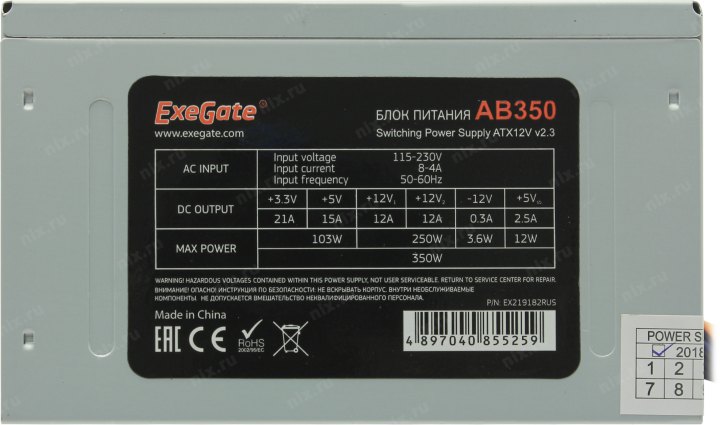 ExeGate®
www.exegate.com
БЛОК ПИТАНИЯ AB350
Switching Power Supply ATX12V v2.3
AC INPUT
Input voltage 115-230V
Input current 8-4A
Input frequency 50-60Hz
DC OUTPUT
+3.3V +5V +12V₁ +12V₂ -12V +5Vsb
21A 15A 12A 12A 0.3A 2.5A
MAX POWER
103W 250W 3.6W 12W
350W
WARNING! HAZARDOUS VOLTAGES CONTAINED WITHIN THIS POWER SUPPLY, NOT USER SERVICEABLE. RETURN TO SERVICE CENTER FOR REPAIR.
ВНИМАНИЕ! ОПАСНО! ИНСТРУКЦИЯ ПО БЕЗОПАСНОСТИ: НЕ ВСКРЫВАТЬ КОРПУС, ВНУТРИ НЕОБСЛУЖИВАЕМЫЕ
КОМПОНЕНТЫ. НЕ ДОПУСКАЕТСЯ ВМЕШАТЕЛЬСТВО НЕКВАЛИФИЦИРОВАННОГО ПЕРСОНАЛА.
P/N: EX219182RUS
Made in China
EAC CE RoHS
2002/95/EC
4 897040 855259
POWER S
2018
1 2
7 8
nix.ru